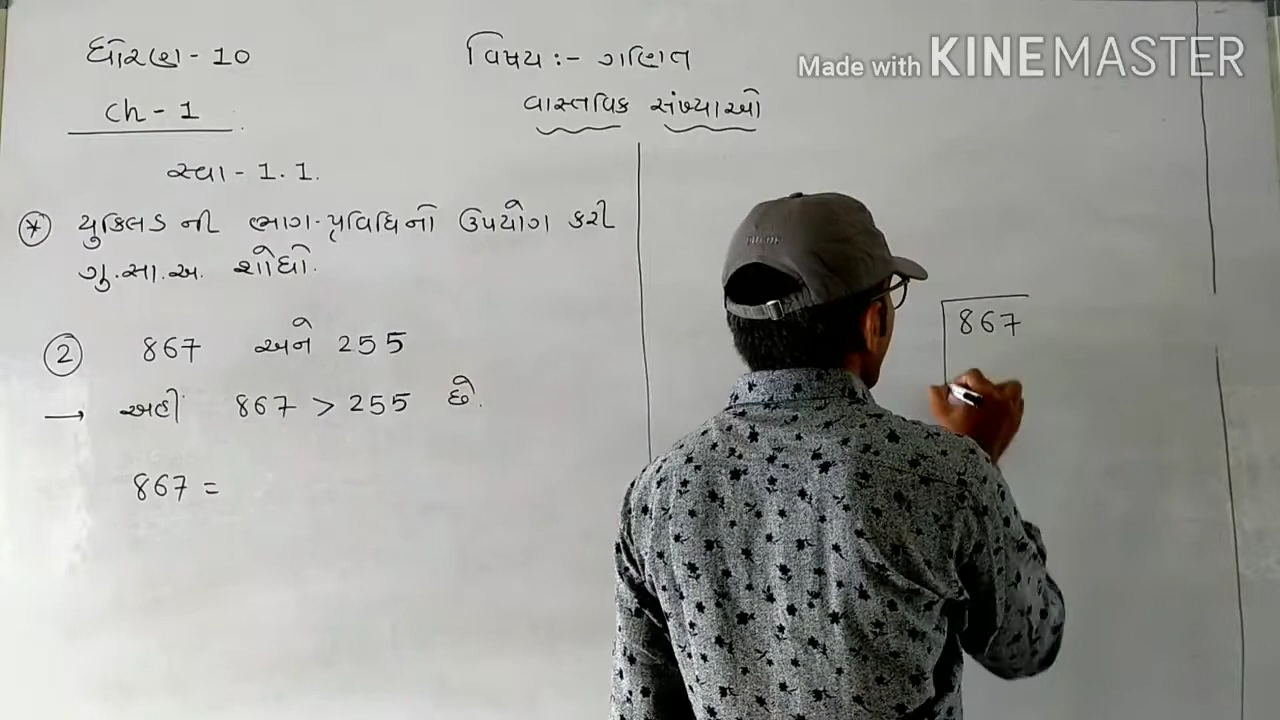 ધોરણ - 10
વિષય :- ગણિત
Made with KINEMASTER
Ch - 1
વાસ્તવિક સંખ્યાઓ
સ્વા - 1.1.
* યુક્લિડ ની ભાગ-પ્રવિધિનો ઉપયોગ કરી
ગુ.સા.અ. શોધો.
867
2 867 અને 255
→ અહીં 867 > 255 છે.
867 =